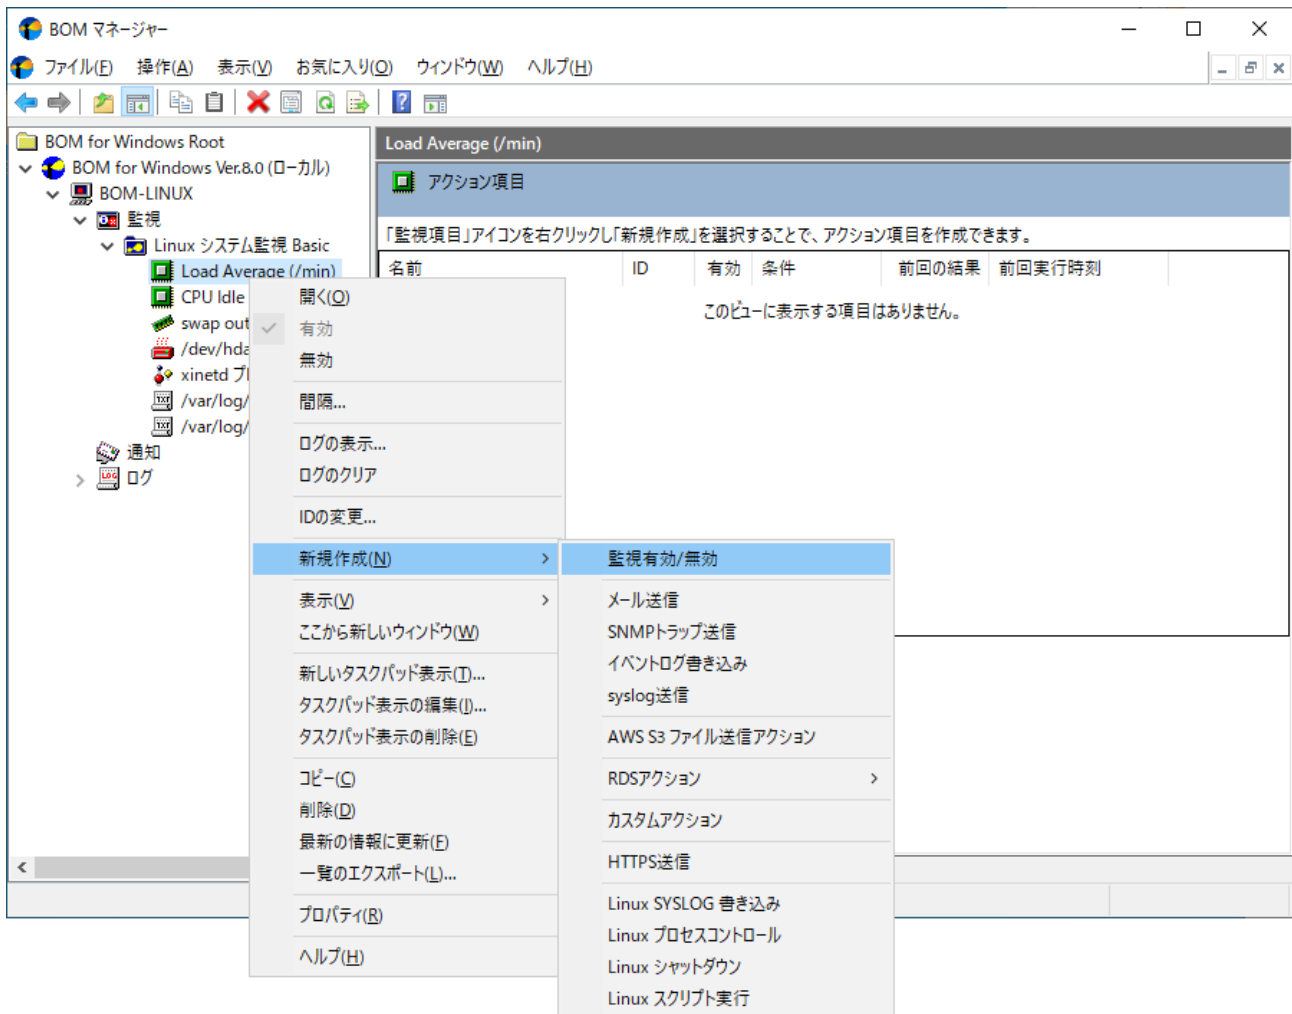 BOM マネージャー
ファイル(F) 操作(A) 表示(V) お気に入り(O) ウィンドウ(W) ヘルプ(H)
BOM for Windows Root
BOM for Windows Ver.8.0 (ローカル)
BOM-LINUX
監視
Linux システム監視 Basic
Load Average (/min)
CPU Idle
swap out
/dev/hda
xinetd プ
/var/log/
/var/log/
通知
LOG ログ
Load Average (/min)
アクション項目
「監視項目」アイコンを右クリックし「新規作成」を選択することで、アクション項目を作成できます。
名前 ID 有効 条件 前回の結果 前回実行時刻
このビューに表示する項目はありません。
開く(O)
有効
無効
間隔...
ログの表示...
ログのクリア
IDの変更...
新規作成(N)
表示(V)
ここから新しいウィンドウ(W)
新しいタスクパッド表示(T)...
タスクパッド表示の編集(I)...
タスクパッド表示の削除(E)
コピー(C)
削除(D)
最新の情報に更新(F)
一覧のエクスポート(L)...
プロパティ(R)
ヘルプ(H)
監視有効/無効
メール送信
SNMPトラップ送信
イベントログ書き込み
syslog送信
AWS S3 ファイル送信アクション
RDSアクション
カスタムアクション
HTTPS送信
Linux SYSLOG 書き込み
Linux プロセスコントロール
Linux シャットダウン
Linux スクリプト実行